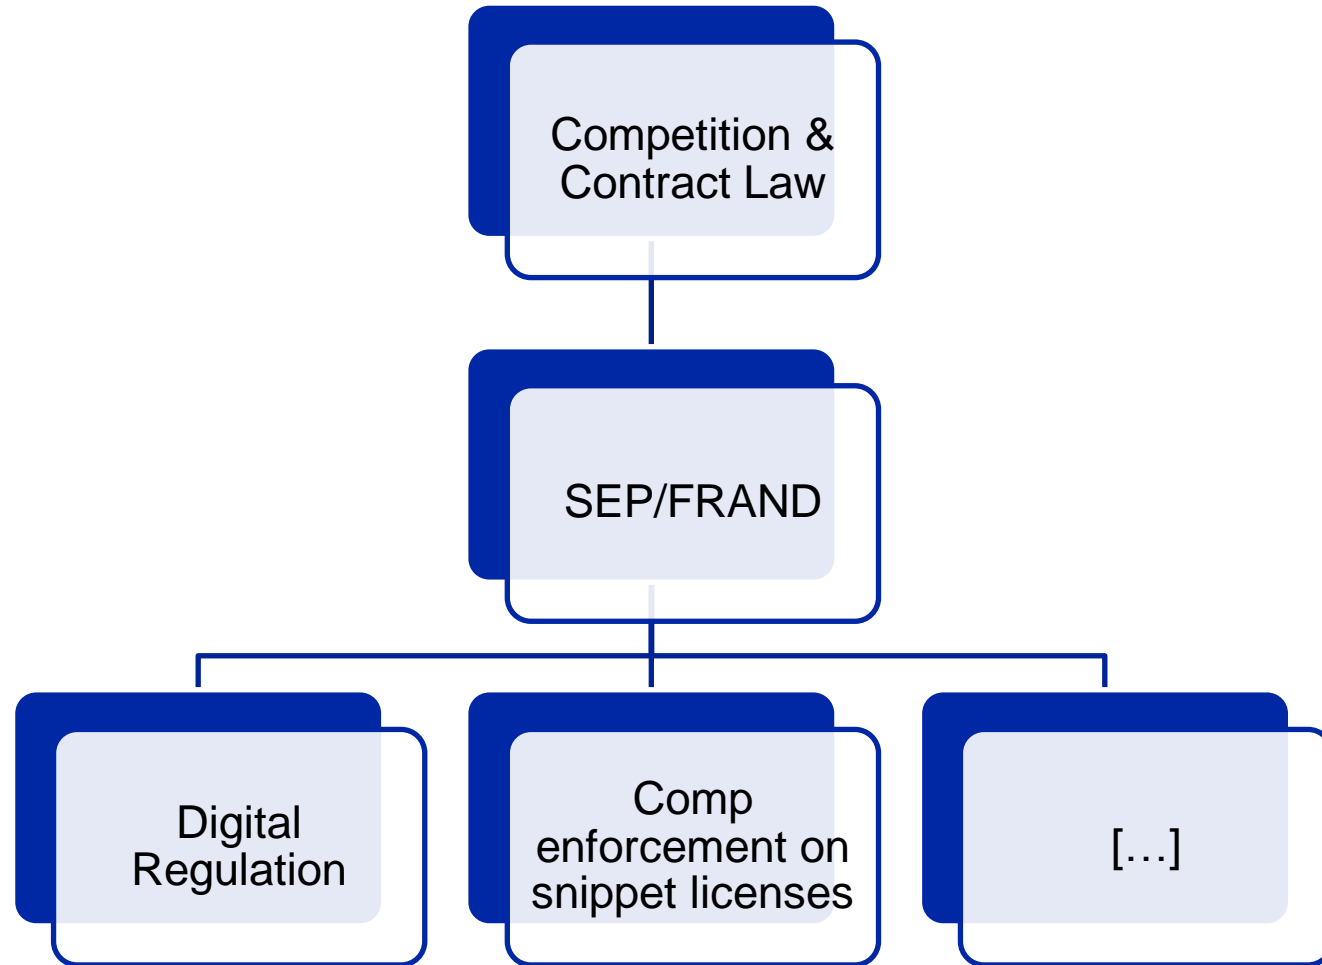 Competition &
Contract Law
SEP/FRAND
Digital
Regulation
Comp
enforcement on
snippet licenses
[…]